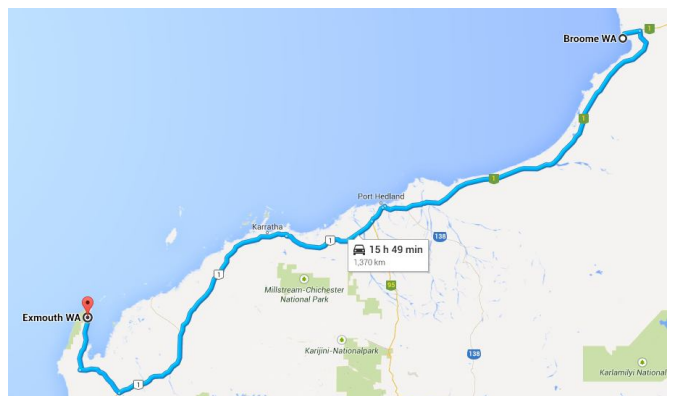 1
Broome WA
1
1
Port Hedland
Karratha
138
1
15 h 49 min
1,370 km
1
95
Millstream-Chichester
National Park
Exmouth WA
Karijini-Nationalpark
138
Karlamilyi National
1